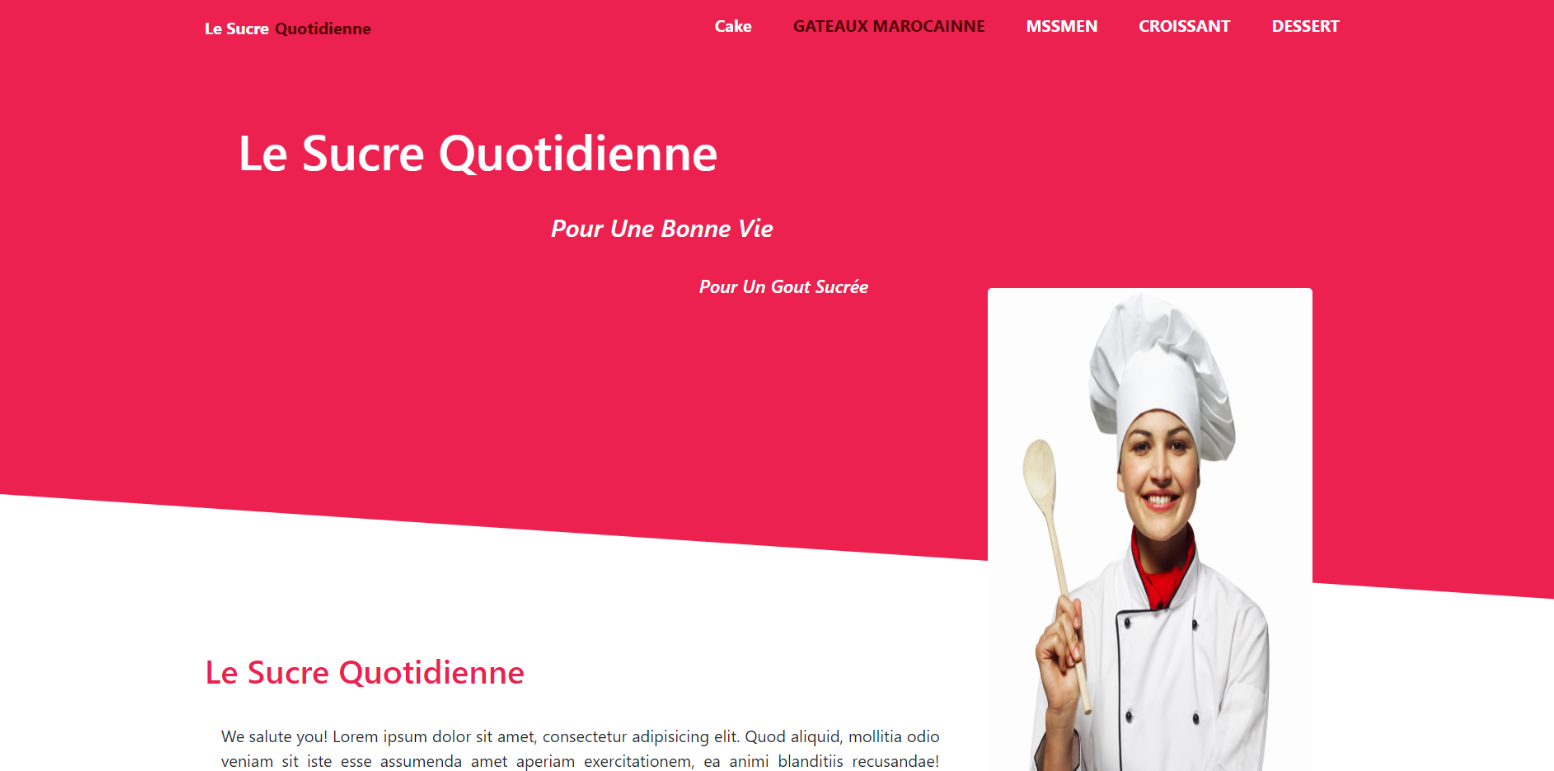 Le Sucre Quotidienne
Cake GATEAUX MAROCAINNE MSSMEN CROISSANT DESSERT
Le Sucre Quotidienne
Pour Une Bonne Vie
Pour Un Gout Sucrée
Le Sucre Quotidienne
We salute you! Lorem ipsum dolor sit amet, consectetur adipisicing elit. Quod aliquid, mollitia odio
veniam sit iste esse assumenda amet aperiam exercitationem, ea animi blanditiis recusandae!